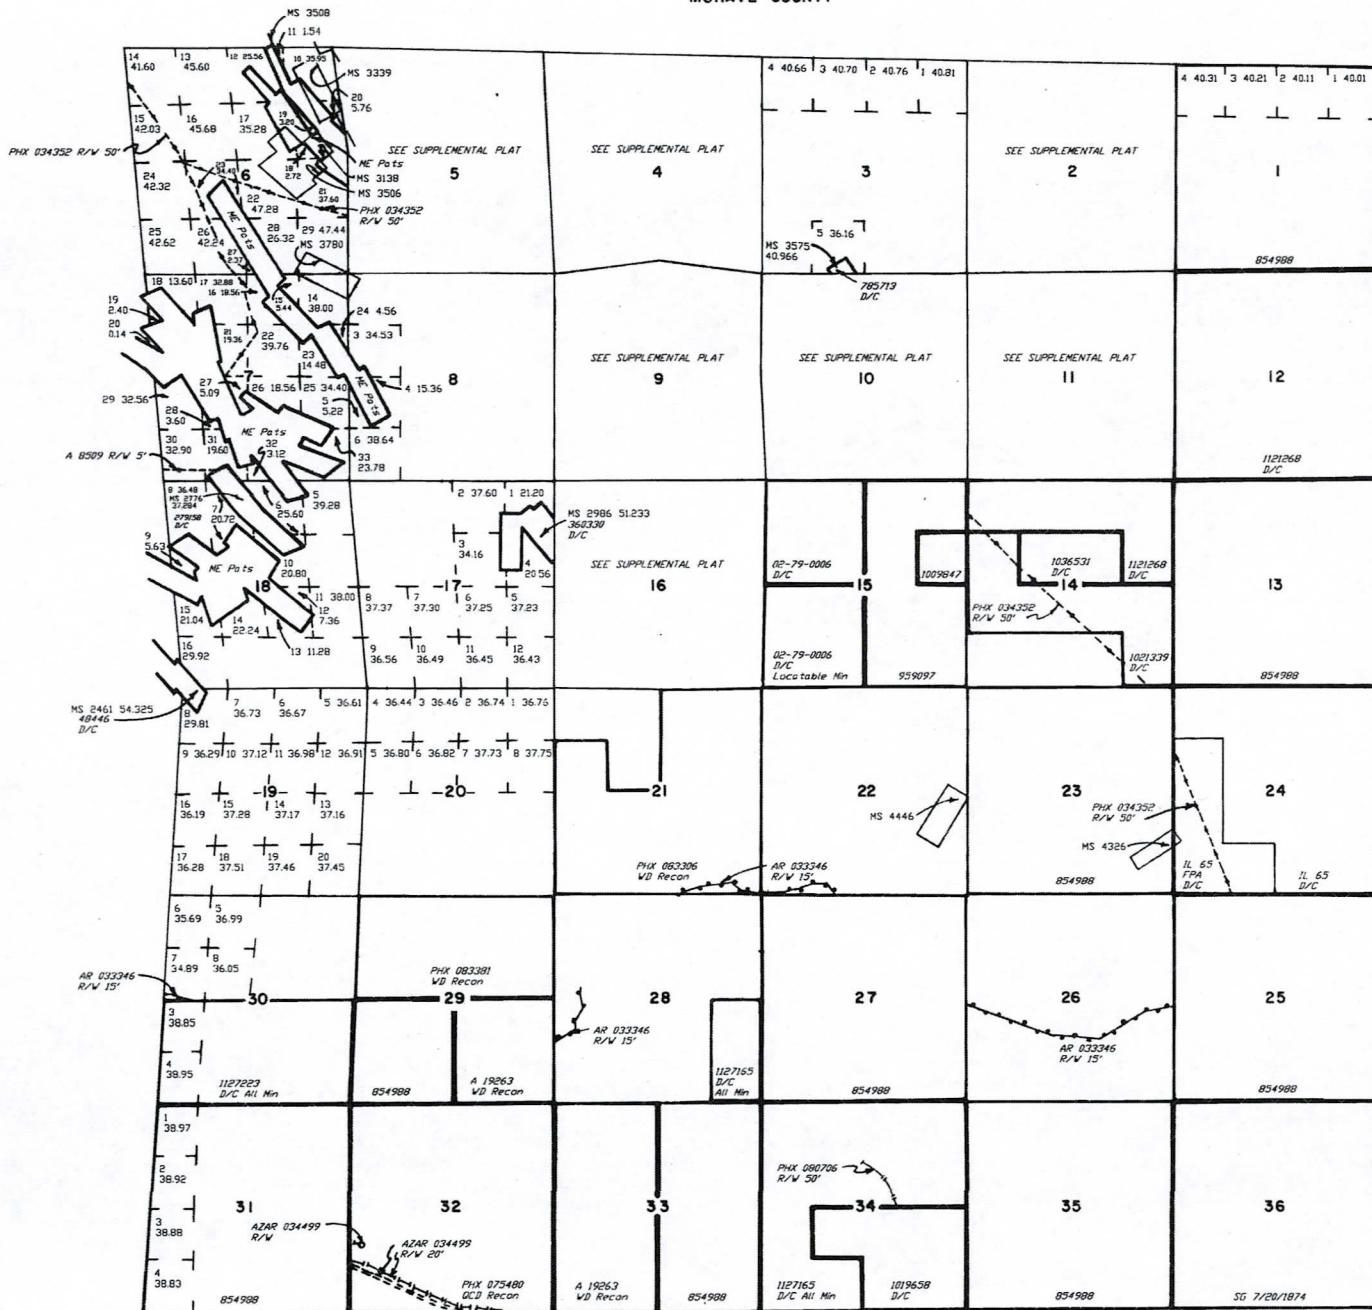 MOHAVE COUNTY
MS 3508
11 1.54
14
41.60
13
45.60
12 25.56
10 35.95
MS 3339
20
5.76
4 40.66 3 40.70 2 40.76 1 40.81
4 40.31 3 40.21 2 40.11 1 40.01
15
42.03
16
45.68
17
35.28
19
3.20
PHX 034352 R/W 50'
SEE SUPPLEMENTAL PLAT
SEE SUPPLEMENTAL PLAT
SEE SUPPLEMENTAL PLAT
ME Pats
MS 3138
MS 3506
24
42.32
23
34.40
6
18
2.72
21
37.60
5
4
3
2
1
22
47.28
PHX 034352
R/W 50'
ME Pats
25
42.62
26
42.24
28
26.32
29 47.44
MS 3780
27
2.37
5 36.16
MS 3575
40.966
785713
D/C
854988
18 13.60
17 32.88
16 18.56
15
5.44
14
38.00
19
2.40
20
0.14
24 4.56
3 34.53
21
19.36
22
39.76
23
14.48
SEE SUPPLEMENTAL PLAT
SEE SUPPLEMENTAL PLAT
SEE SUPPLEMENTAL PLAT
7
8
9
10
11
12
27
5.09
26 18.56
25 34.40
ME Pats
4 15.36
29 32.56
5
5.22
28
3.60
30
32.90
31
19.60
ME Pats
32
3.12
6 38.64
33
23.78
A 8509 R/W 5'
1121268
D/C
8 36.48
MS 2776
37.284
279158
D/C
7
20.72
6
25.60
5
39.28
2 37.60
1 21.20
MS 2986 51.233
360330
D/C
9
5.63
3
34.16
4
20.56
ME Pats
10
20.80
SEE SUPPLEMENTAL PLAT
02-79-0006
D/C
1009847
1036531
D/C
1121268
D/C
18
17
16
15
14
13
11 38.00
12
7.36
8
37.37
7
37.30
6
37.25
5
37.23
PHX 034352
R/W 50'
15
21.04
14
22.24
13 11.28
16
29.92
9
36.56
10
36.49
11
36.45
12
36.43
02-79-0006
D/C
Locatable Min
959097
1021339
D/C
854988
MS 2461 54.325
48446
D/C
8
29.81
7
36.73
6
36.67
5 36.61
4 36.44 3 36.46 2 36.74 1 36.76
9 36.29 10 37.12 11 36.98 12 36.91
5 36.80 6 36.82 7 37.73 8 37.75
19
20
21
22
23
24
16
36.19
15
37.28
14
37.17
13
37.16
MS 4446
PHX 034352
R/W 50'
MS 4326
17
36.28
18
37.51
19
37.46
20
37.45
PHX 083306
WD Recon
AR 033346
R/W 15'
854988
IL 65
FPA
D/C
IL 65
D/C
6
35.69
5
36.99
7
34.89
8
36.05
AR 033346
R/W 15'
PHX 083381
WD Recon
30
29
28
27
26
25
3
38.85
4
38.95
AR 033346
R/W 15'
AR 033346
R/W 15'
1127223
D/C All Min
854988
A 19263
WD Recon
1127165
D/C
All Min
854988
854988
1
38.97
2
38.92
PHX 080706
R/W 50'
31
32
33
34
35
36
3
38.88
AZAR 034499
R/W
AZAR 034499
R/W 20'
4
38.83
854988
PHX 075480
QCD Recon
A 19263
WD Recon
854988
1127165
D/C All Min
1019658
D/C
854988
SG 7/20/1874